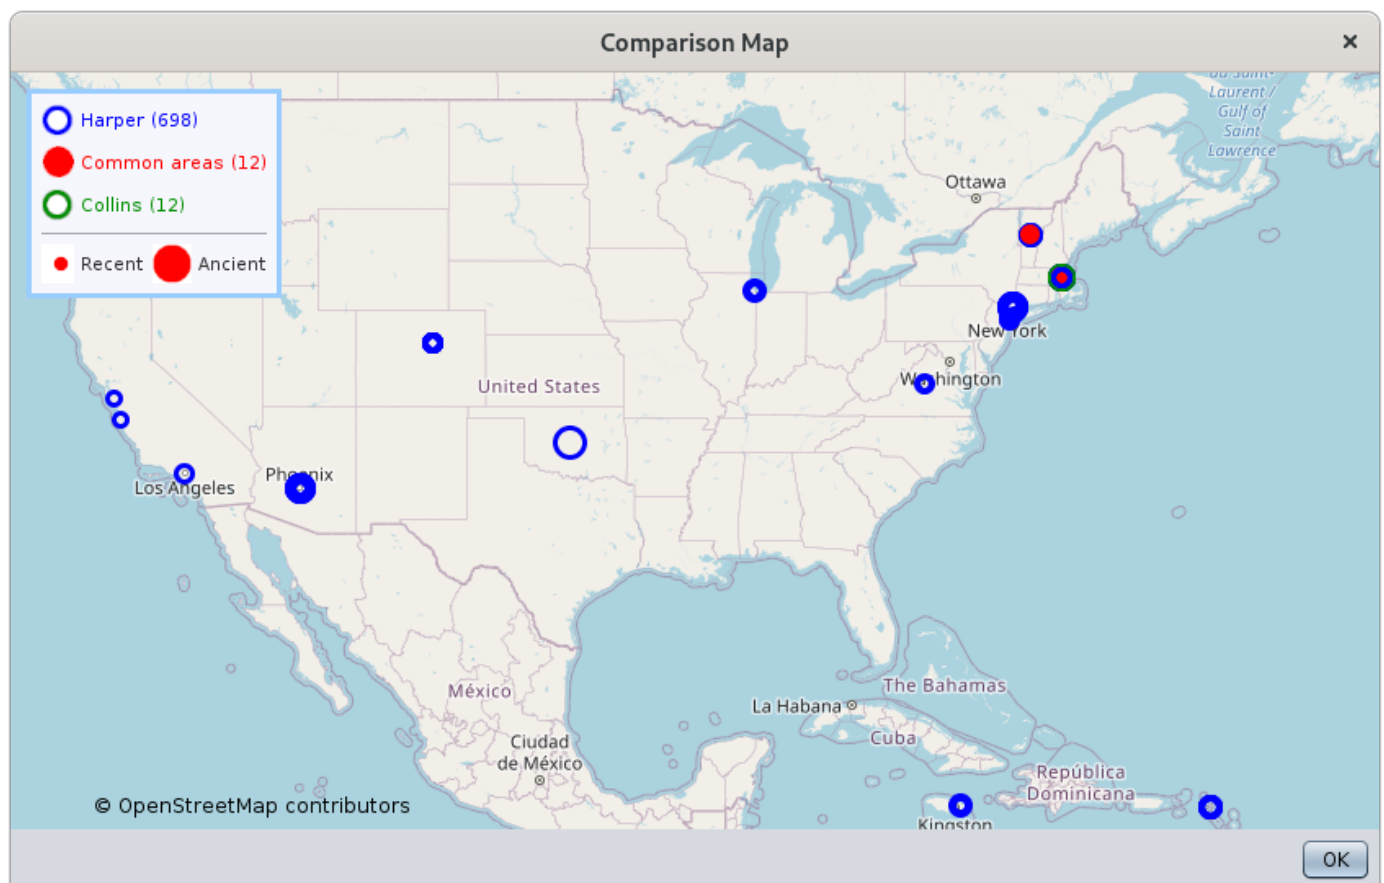 Comparison Map
Harper (698)
Common areas (12)
Collins (12)
Recent
Ancient
Laurent /
Gulf of
Saint
Lawrence
Ottawa
New York
Washington
United States
Phoenix
Los Angeles
México
La Habana
The Bahamas
Cuba
Ciudad
de México
República
Dominicana
Kingston
© OpenStreetMap contributors
OK